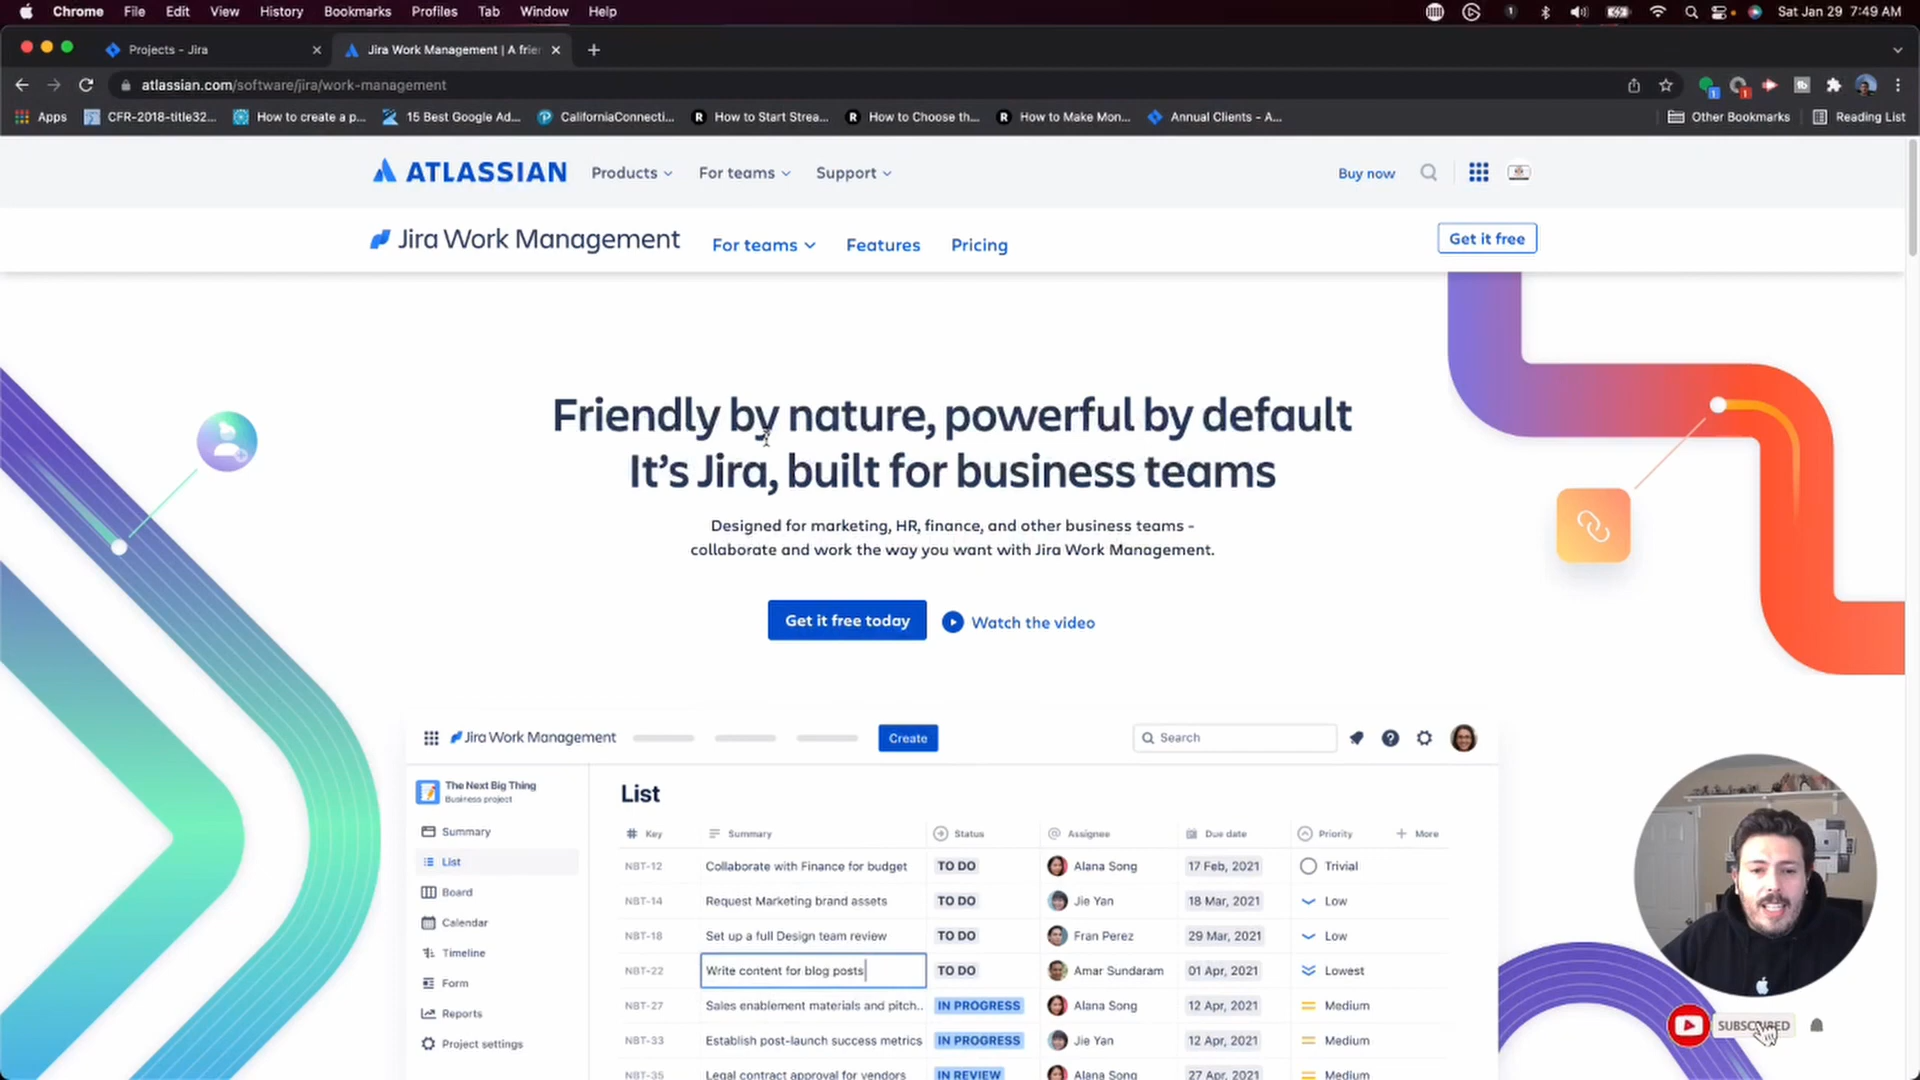 Chrome File Edit View History Bookmarks Profiles Tab Window Help Sat Jan 29 7:49 AM
Projects - Jira Jira Work Management | A frie
atlassian.com/software/jira/work-management
Apps CFR-2018-title32... How to create a p... 15 Best Google Ad... CaliforniaConnecti... How to Start Strea... How to Choose th... How to Make Mon... Annual Clients - A... Other Bookmarks Reading List
ATLASSIAN Products For teams Support Buy now
Jira Work Management For teams Features Pricing Get it free
Friendly by nature, powerful by default
It's Jira, built for business teams
Designed for marketing, HR, finance, and other business teams -
collaborate and work the way you want with Jira Work Management.
Get it free today Watch the video
Jira Work Management Create Search
The Next Big Thing
Business project
Summary
List
Board
Calendar
Timeline
Form
Reports
Project settings
List
Key Summary Status Assignee Due date Priority More
NBT-12 Collaborate with Finance for budget TO DO Alana Song 17 Feb, 2021 Trivial
NBT-14 Request Marketing brand assets TO DO Jie Yan 18 Mar, 2021 Low
NBT-18 Set up a full Design team review TO DO Fran Perez 29 Mar, 2021 Low
NBT-22 Write content for blog posts TO DO Amar Sundaram 01 Apr, 2021 Lowest
NBT-27 Sales enablement materials and pitch.. IN PROGRESS Alana Song 12 Apr, 2021 Medium
NBT-33 Establish post-launch success metrics IN PROGRESS Jie Yan 12 Apr, 2021 Medium
NBT-35 Legal contract approval for vendors IN REVIEW Alana Song 27 Apr, 2021 Medium
SUBSCRIBED